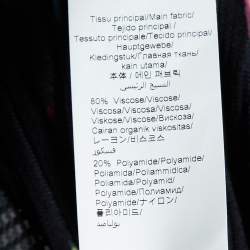 Tissu principal/Main fabric/
Tejido principal /
Tessuto principale/Tecido principal/
Hauptgewebe/
Kledingstuk/Главная ткань/
kain utama/
本体 / 메인 패브릭
النسيج الرئيسي
80% Viscose/Viscose/
Viscosa/Viscosa/Viscose/
Viskose/Viscose/Вискоза/
Cairan organik viskositas/
レーヨン/비스코스
فسكوز
20% Polyamide/Polyamide/
Poliamida/Poliammidica/
Poliamida/Polyamid/
Polyamide/Полиамид/
Polyamide/ナイロン/
폴리아미드/
بولياميد